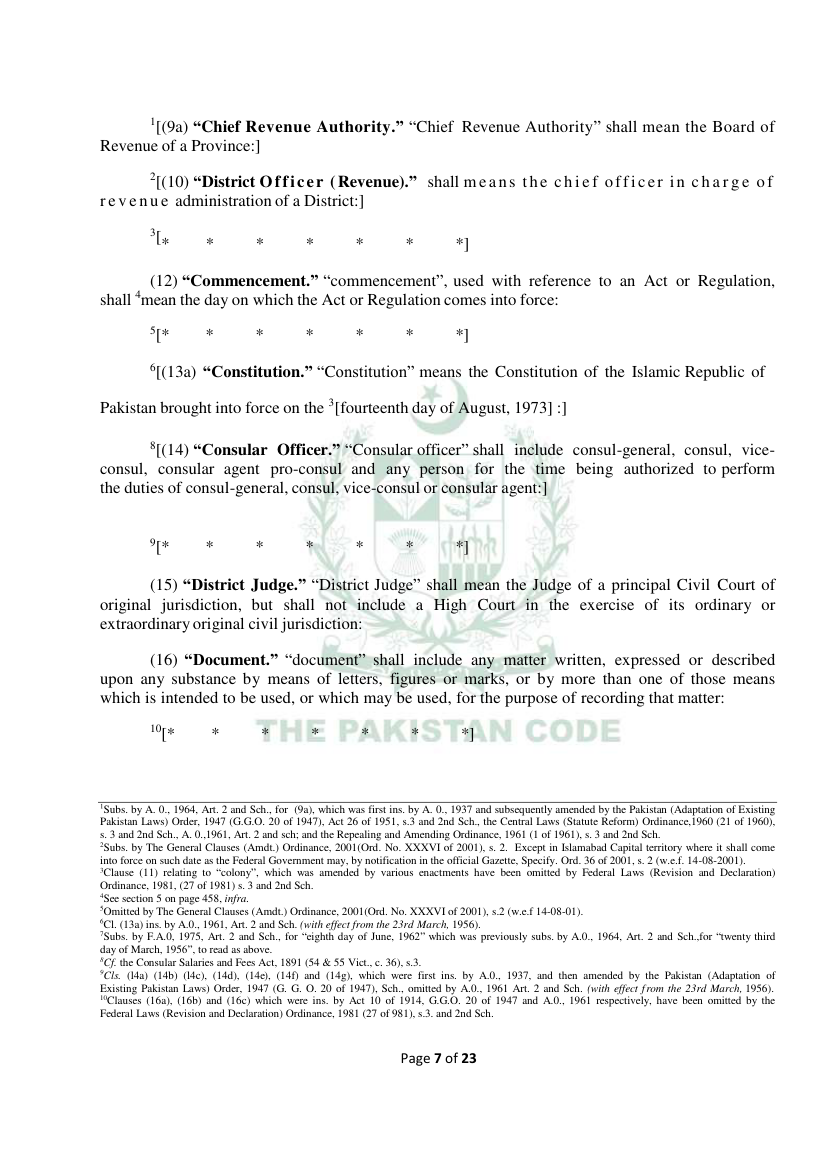 1[(9a) “Chief Revenue Authority.” “Chief Revenue Authority” shall mean the Board of
Revenue of a Province:]
2[(10) “District Officer (Revenue).” shall means the chief officer in charge of
revenue administration of a District:]
3[* * * * * * *]
(12) “Commencement.” “commencement”, used with reference to an Act or Regulation,
shall 4mean the day on which the Act or Regulation comes into force:
5[* * * * * * *]
6[(13a) “Constitution.” “Constitution” means the Constitution of the Islamic Republic of
Pakistan brought into force on the 3[fourteenth day of August, 1973] :]
8[(14) “Consular Officer.” “Consular officer” shall include consul-general, consul, vice-
consul, consular agent pro-consul and any person for the time being authorized to perform
the duties of consul-general, consul, vice-consul or consular agent:]
9[* * * * * * *]
(15) “District Judge.” “District Judge” shall mean the Judge of a principal Civil Court of
original jurisdiction, but shall not include a High Court in the exercise of its ordinary or
extraordinary original civil jurisdiction:
(16) “Document.” “document” shall include any matter written, expressed or described
upon any substance by means of letters, figures or marks, or by more than one of those means
which is intended to be used, or which may be used, for the purpose of recording that matter:
THE PAKISTAN CODE
10[* * * * * * *]
1Subs. by A. 0., 1964, Art. 2 and Sch., for (9a), which was first ins. by A. 0., 1937 and subsequently amended by the Pakistan (Adaptation of Existing
Pakistan Laws) Order, 1947 (G.G.O. 20 of 1947), Act 26 of 1951, s.3 and 2nd Sch., the Central Laws (Statute Reform) Ordinance,1960 (21 of 1960),
s. 3 and 2nd Sch., A. 0.,1961, Art. 2 and sch; and the Repealing and Amending Ordinance, 1961 (1 of 1961), s. 3 and 2nd Sch.
2Subs. by The General Clauses (Amdt.) Ordinance, 2001(Ord. No. XXXVI of 2001), s. 2. Except in Islamabad Capital territory where it shall come
into force on such date as the Federal Government may, by notification in the official Gazette, Specify. Ord. 36 of 2001, s. 2 (w.e.f. 14-08-2001).
3Clause (11) relating to “colony”, which was amended by various enactments have been omitted by Federal Laws (Revision and Declaration)
Ordinance, 1981, (27 of 1981) s. 3 and 2nd Sch.
4See section 5 on page 458, infra.
5Omitted by The General Clauses (Amdt.) Ordinance, 2001(Ord. No. XXXVI of 2001), s.2 (w.e.f 14-08-01).
6Cl. (13a) ins. by A.0., 1961, Art. 2 and Sch. (with effect from the 23rd March, 1956).
7Subs. by F.A.0, 1975, Art. 2 and Sch., for “eighth day of June, 1962” which was previously subs. by A.0., 1964, Art. 2 and Sch.,for “twenty third
day of March, 1956”, to read as above.
8Cf. the Consular Salaries and Fees Act, 1891 (54 & 55 Vict., c. 36), s.3.
9Cls. (l4a) (14b) (l4c), (14d), (14e), (14f) and (14g), which were first ins. by A.0., 1937, and then amended by the Pakistan (Adaptation of
Existing Pakistan Laws) Order, 1947 (G. G. O. 20 of 1947), Sch., omitted by A.0., 1961 Art. 2 and Sch. (with effect from the 23rd March, 1956).
10Clauses (16a), (16b) and (16c) which were ins. by Act 10 of 1914, G.G.O. 20 of 1947 and A.0., 1961 respectively, have been omitted by the
Federal Laws (Revision and Declaration) Ordinance, 1981 (27 of 981), s.3. and 2nd Sch.
Page 7 of 23